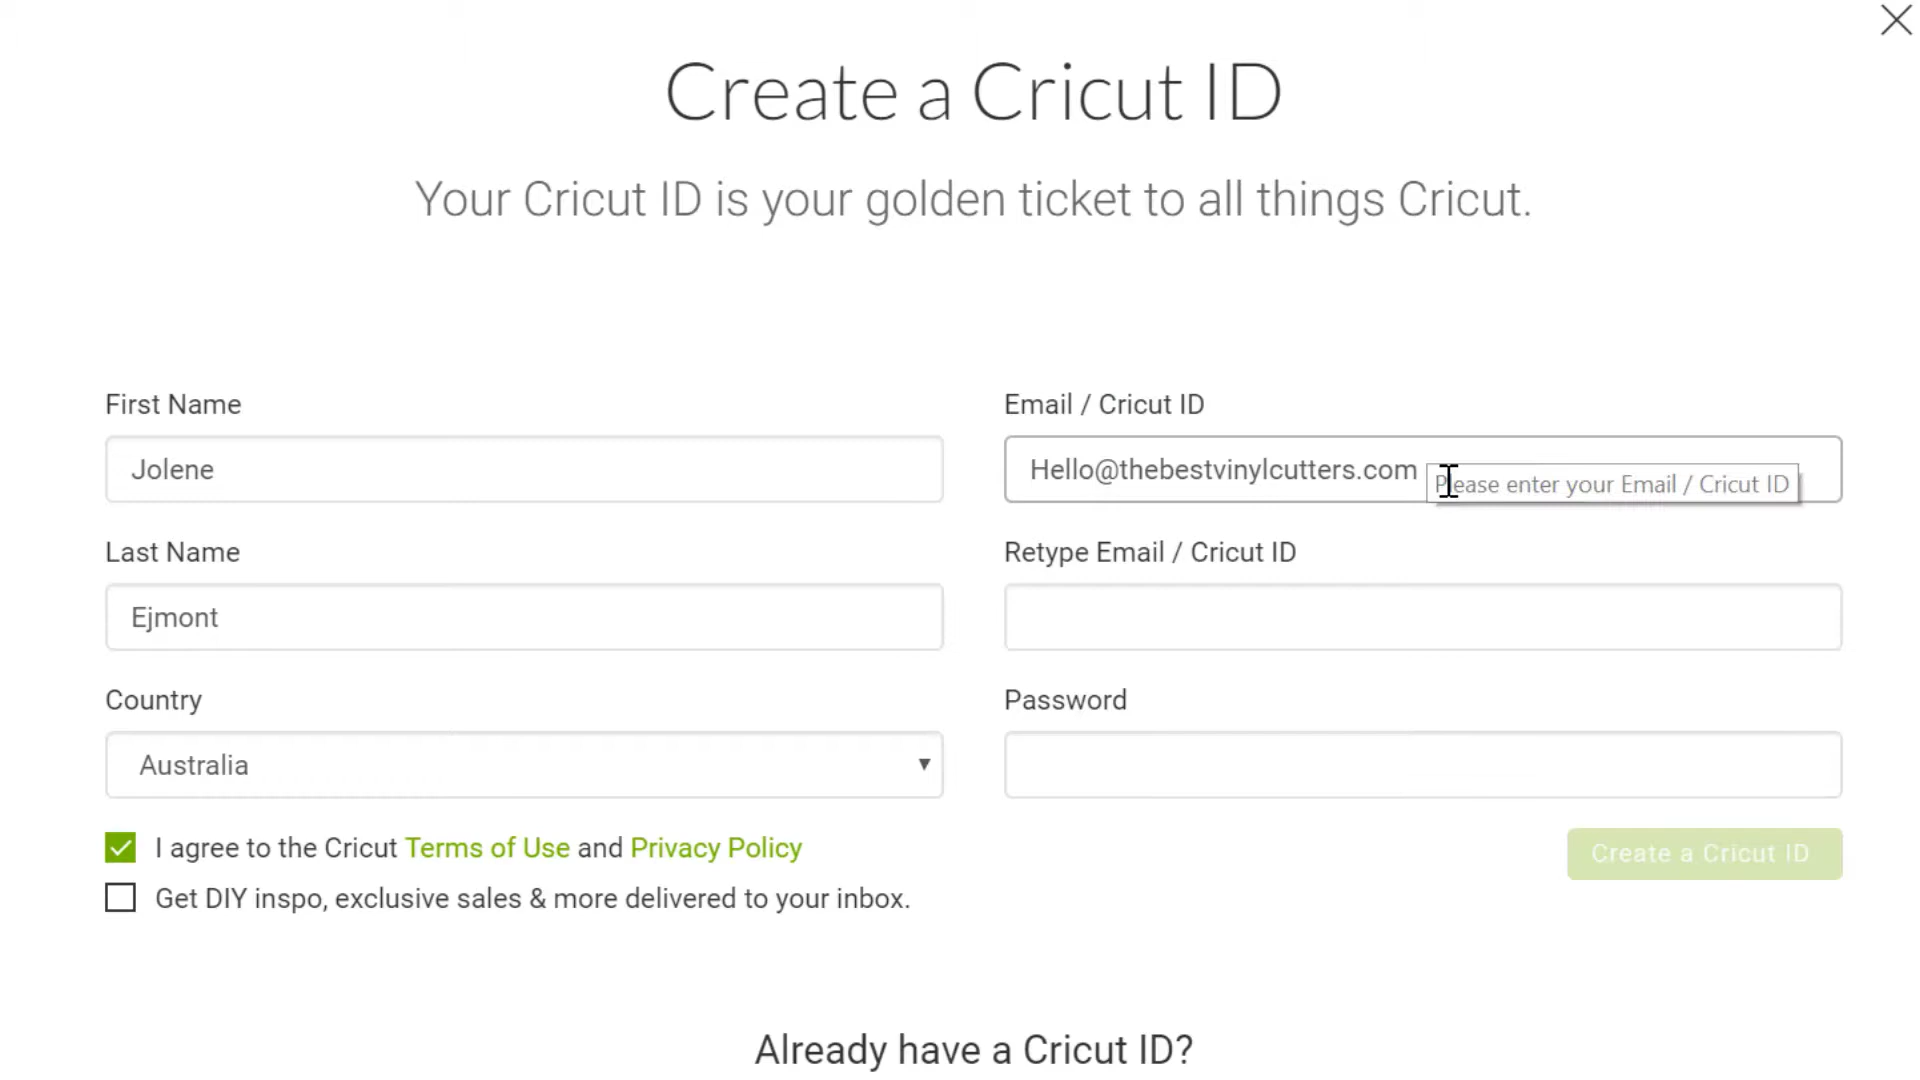 Create a Cricut ID
Your Cricut ID is your golden ticket to all things Cricut.
First Name
Jolene
Last Name
Ejmont
Country
Australia
I agree to the Cricut Terms of Use and Privacy Policy
Get DIY inspo, exclusive sales & more delivered to your inbox.
Email / Cricut ID
Hello@thebestvinylcutters.com
Please enter your Email / Cricut ID
Retype Email / Cricut ID
Password
Create a Cricut ID
Already have a Cricut ID?